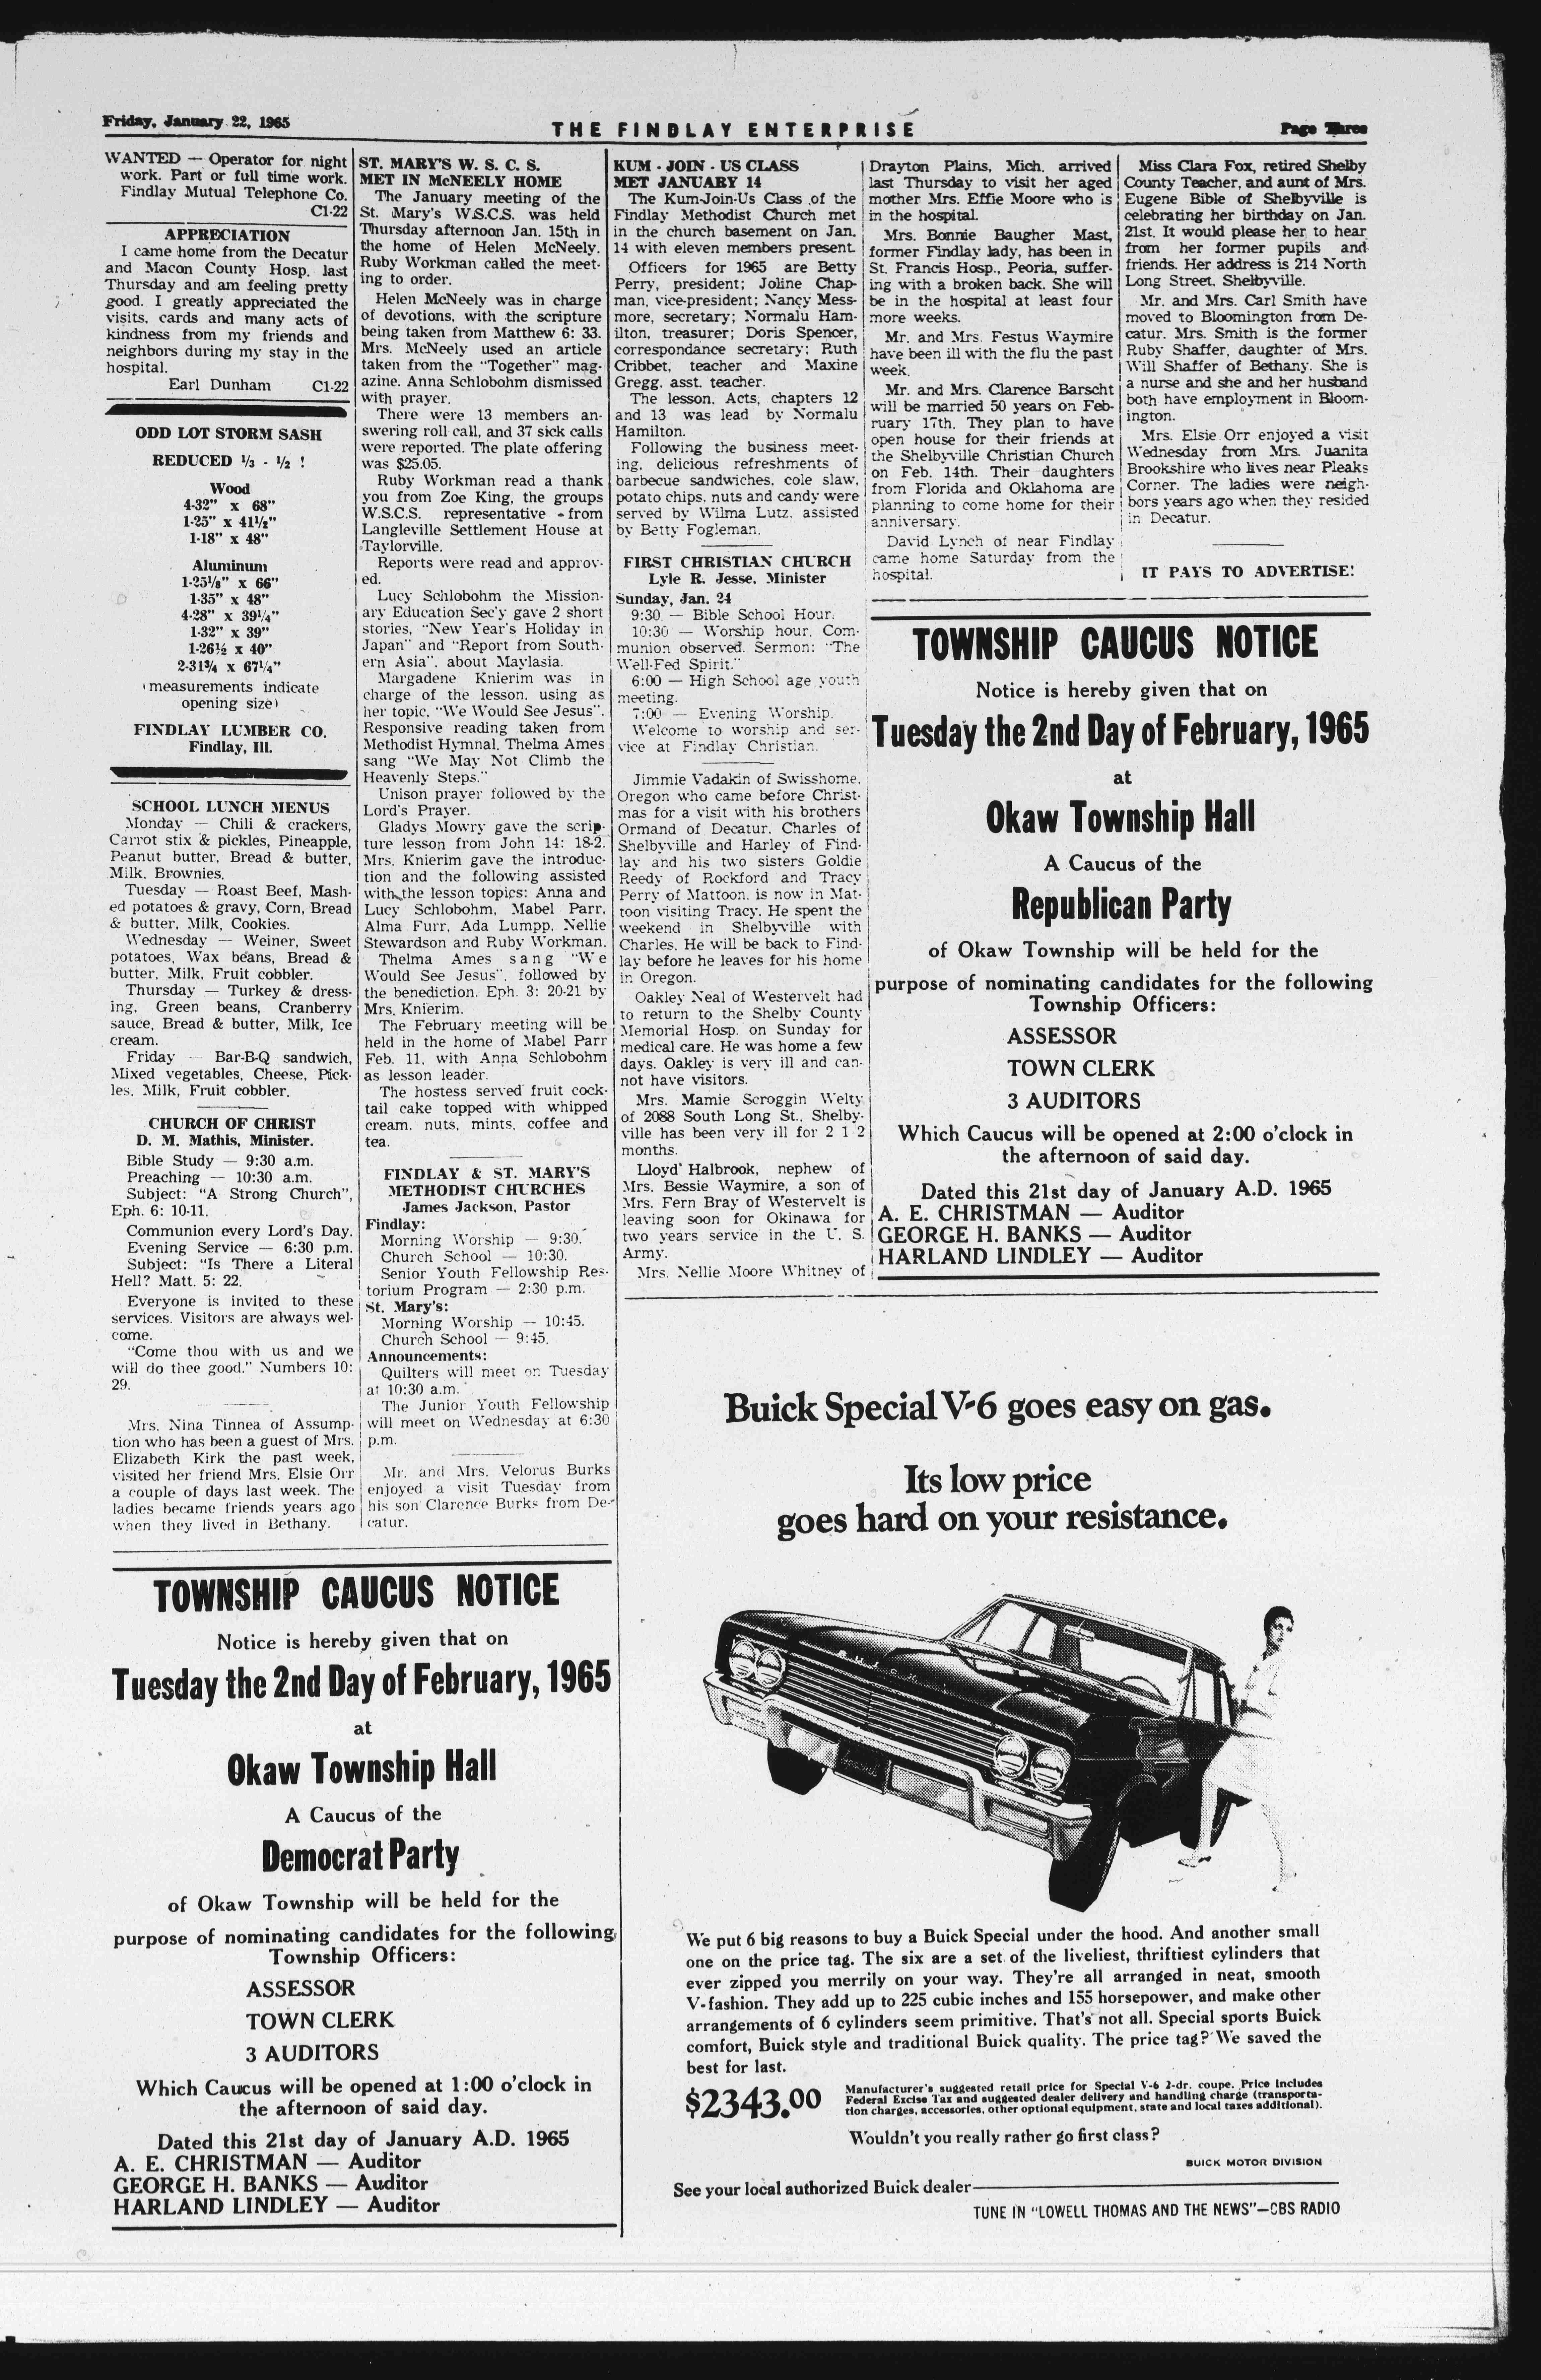 Friday, January 22, 1965
THE FINDLAY ENTERPRISE
Page Three
WANTED — Operator for night
work. Part or full time work.
Findlay Mutual Telephone Co.
C1-22
APPRECIATION
I came home from the Decatur
and Macon County Hosp. last
Thursday and am feeling pretty
good. I greatly appreciated the
visits, cards and many acts of
kindness from my friends and
neighbors during my stay in the
hospital.
Earl Dunham C1-22
ODD LOT STORM SASH
REDUCED 1/3 - 1/2 !
Wood
4-32" x 68"
1-25" x 41½"
1-18" x 48"
Aluminum
1-25⅛" x 66"
1-35" x 48"
4-28" x 39¼"
1-32" x 39"
1-26½ x 40"
2-31¾ x 67¼"
(measurements indicate
opening size)
FINDLAY LUMBER CO.
Findlay, Ill.
SCHOOL LUNCH MENUS
Monday — Chili & crackers,
Carrot stix & pickles, Pineapple,
Peanut butter, Bread & butter,
Milk, Brownies.
Tuesday — Roast Beef, Mash-
ed potatoes & gravy, Corn, Bread
& butter, Milk, Cookies.
Wednesday — Weiner, Sweet
potatoes, Wax beans, Bread &
butter, Milk, Fruit cobbler.
Thursday — Turkey & dress-
ing, Green beans, Cranberry
sauce, Bread & butter, Milk, Ice
cream.
Friday — Bar-B-Q sandwich,
Mixed vegetables, Cheese, Pick-
les, Milk, Fruit cobbler.
CHURCH OF CHRIST
D. M. Mathis, Minister.
Bible Study — 9:30 a.m.
Preaching — 10:30 a.m.
Subject: "A Strong Church",
Eph. 6: 10-11.
Communion every Lord's Day.
Evening Service — 6:30 p.m.
Subject: "Is There a Literal
Hell? Matt. 5: 22.
Everyone is invited to these
services. Visitors are always wel-
come.
"Come thou with us and we
will do thee good." Numbers 10:
29.
Mrs. Nina Tinnea of Assump-
tion who has been a guest of Mrs.
Elizabeth Kirk the past week,
visited her friend Mrs. Elsie Orr
a couple of days last week. The
ladies became friends years ago
when they lived in Bethany.
ST. MARY'S W. S. C. S.
MET IN McNEELY HOME
The January meeting of the
St. Mary's W.S.C.S. was held
Thursday afternoon Jan. 15th in
the home of Helen McNeely.
Ruby Workman called the meet-
ing to order.
Helen McNeely was in charge
of devotions, with the scripture
being taken from Matthew 6: 33.
Mrs. McNeely used an article
taken from the "Together" mag-
azine. Anna Schlobohm dismissed
with prayer.
There were 13 members an-
swering roll call, and 37 sick calls
were reported. The plate offering
was $25.05.
Ruby Workman read a thank
you from Zoe King, the groups
W.S.C.S. representative - from
Langleville Settlement House at
Taylorville.
Reports were read and approv-
ed.
Lucy Schlobohm the Mission-
ary Education Sec'y gave 2 short
stories, "New Year's Holiday in
Japan" and "Report from South-
ern Asia", about Maylasia.
Margadene Knierim was in
charge of the lesson, using as
her topic, "We Would See Jesus".
Responsive reading taken from
Methodist Hymnal. Thelma Ames
sang "We May Not Climb the
Heavenly Steps."
Unison prayer followed by the
Lord's Prayer.
Gladys Mowry gave the scrip-
ture lesson from John 14: 18-2.
Mrs. Knierim gave the introduc-
tion and the following assisted
with the lesson topics: Anna and
Lucy Schlobohm, Mabel Parr,
Alma Furr, Ada Lumpp, Nellie
Stewardson and Ruby Workman.
Thelma Ames sang "We
Would See Jesus", followed by
the benediction. Eph. 3: 20-21 by
Mrs. Knierim.
The February meeting will be
held in the home of Mabel Parr
Feb. 11, with Anna Schlobohm
as lesson leader.
The hostess served fruit cock-
tail cake topped with whipped
cream, nuts, mints, coffee and
tea.
FINDLAY & ST. MARY'S
METHODIST CHURCHES
James Jackson, Pastor
Findlay:
Morning Worship — 9:30.
Church School — 10:30.
Senior Youth Fellowship Res-
torium Program — 2:30 p.m.
St. Mary's:
Morning Worship — 10:45.
Church School — 9:45.
Announcements:
Quilters will meet on Tuesday
at 10:30 a.m.
The Junior Youth Fellowship
will meet on Wednesday at 6:30
p.m.
Mr. and Mrs. Velorus Burks
enjoyed a visit Tuesday from
his son Clarence Burks from De-
catur.
KUM - JOIN - US CLASS
MET JANUARY 14
The Kum-Join-Us Class of the
Findlay Methodist Church met
in the church basement on Jan.
14 with eleven members present.
Officers for 1965 are Betty
Perry, president; Joline Chap-
man, vice-president; Nancy Mess-
more, secretary; Normalu Ham-
ilton, treasurer; Doris Spencer,
correspondance secretary; Ruth
Cribbet, teacher and Maxine
Gregg. asst. teacher.
The lesson, Acts, chapters 12
and 13 was lead by Normalu
Hamilton.
Following the business meet-
ing, delicious refreshments of
barbecue sandwiches, cole slaw,
potato chips, nuts and candy were
served by Wilma Lutz, assisted
by Betty Fogleman.
FIRST CHRISTIAN CHURCH
Lyle R. Jesse, Minister
Sunday, Jan. 24
9:30 — Bible School Hour.
10:30 — Worship hour. Com-
munion observed. Sermon: "The
Well-Fed Spirit."
6:00 — High School age youth
meeting.
7:00 — Evening Worship.
Welcome to worship and ser-
vice at Findlay Christian.
Jimmie Vadakin of Swisshome,
Oregon who came before Christ-
mas for a visit with his brothers
Ormand of Decatur, Charles of
Shelbyville and Harley of Find-
lay and his two sisters Goldie
Reedy of Rockford and Tracy
Perry of Mattoon, is now in Mat-
toon visiting Tracy. He spent the
weekend in Shelbyville with
Charles. He will be back to Find-
lay before he leaves for his home
in Oregon.
Oakley Neal of Westervelt had
to return to the Shelby County
Memorial Hosp. on Sunday for
medical care. He was home a few
days. Oakley is very ill and can-
not have visitors.
Mrs. Mamie Scroggin Welty
of 2088 South Long St., Shelby-
ville has been very ill for 2 1 2
months.
Lloyd Halbrook, nephew of
Mrs. Bessie Waymire, a son of
Mrs. Fern Bray of Westervelt is
leaving soon for Okinawa for
two years service in the U. S.
Army.
Mrs. Nellie Moore Whitney of
Drayton Plains, Mich. arrived
last Thursday to visit her aged
mother Mrs. Effie Moore who is
in the hospital.
Mrs. Bonnie Baugher Mast,
former Findlay lady, has been in
St. Francis Hosp., Peoria, suffer-
ing with a broken back. She will
be in the hospital at least four
more weeks.
Mr. and Mrs. Festus Waymire
have been ill with the flu the past
week.
Mr. and Mrs. Clarence Barscht
will be married 50 years on Feb-
ruary 17th. They plan to have
open house for their friends at
the Shelbyville Christian Church
on Feb. 14th. Their daughters
from Florida and Oklahoma are
planning to come home for their
anniversary.
David Lynch of near Findlay
came home Saturday from the
hospital.
Miss Clara Fox, retired Shelby
County Teacher, and aunt of Mrs.
Eugene Bible of Shelbyville is
celebrating her birthday on Jan.
21st. It would please her to hear
from her former pupils and
friends. Her address is 214 North
Long Street, Shelbyville.
Mr. and Mrs. Carl Smith have
moved to Bloomington from De-
catur. Mrs. Smith is the former
Ruby Shaffer, daughter of Mrs.
Will Shaffer of Bethany. She is
a nurse and she and her husband
both have employment in Bloom-
ington.
Mrs. Elsie Orr enjoyed a visit
Wednesday from Mrs. Juanita
Brookshire who lives near Pleaks
Corner. The ladies were neigh-
bors years ago when they resided
in Decatur.
IT PAYS TO ADVERTISE!
TOWNSHIP CAUCUS NOTICE
Notice is hereby given that on
Tuesday the 2nd Day of February, 1965
at
Okaw Township Hall
A Caucus of the
Republican Party
of Okaw Township will be held for the
purpose of nominating candidates for the following
Township Officers:
ASSESSOR
TOWN CLERK
3 AUDITORS
Which Caucus will be opened at 2:00 o'clock in
the afternoon of said day.
Dated this 21st day of January A.D. 1965
A. E. CHRISTMAN — Auditor
GEORGE H. BANKS — Auditor
HARLAND LINDLEY — Auditor
TOWNSHIP CAUCUS NOTICE
Notice is hereby given that on
Tuesday the 2nd Day of February, 1965
at
Okaw Township Hall
A Caucus of the
Democrat Party
of Okaw Township will be held for the
purpose of nominating candidates for the following
Township Officers:
ASSESSOR
TOWN CLERK
3 AUDITORS
Which Caucus will be opened at 1:00 o'clock in
the afternoon of said day.
Dated this 21st day of January A.D. 1965
A. E. CHRISTMAN — Auditor
GEORGE H. BANKS — Auditor
HARLAND LINDLEY — Auditor
Buick Special V-6 goes easy on gas.
Its low price
goes hard on your resistance.
BUICK
We put 6 big reasons to buy a Buick Special under the hood. And another small
one on the price tag. The six are a set of the liveliest, thriftiest cylinders that
ever zipped you merrily on your way. They're all arranged in neat, smooth
V-fashion. They add up to 225 cubic inches and 155 horsepower, and make other
arrangements of 6 cylinders seem primitive. That's not all. Special sports Buick
comfort, Buick style and traditional Buick quality. The price tag? We saved the
best for last.
$2343.00
Manufacturer's suggested retail price for Special V-6 2-dr. coupe. Price includes
Federal Excise Tax and suggested dealer delivery and handling charge (transporta-
tion charges, accessories, other optional equipment, state and local taxes additional).
Wouldn't you really rather go first class?
BUICK MOTOR DIVISION
See your local authorized Buick dealer—
TUNE IN "LOWELL THOMAS AND THE NEWS"—CBS RADIO